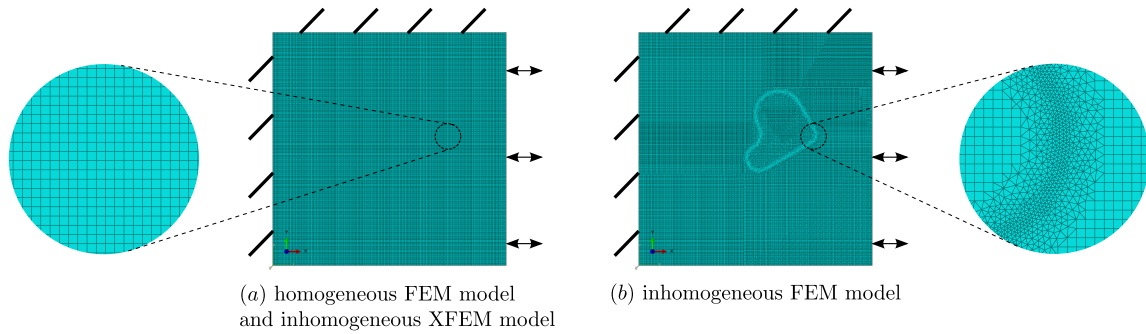 (a) homogeneous FEM model
and inhomogeneous XFEM model
(b) inhomogeneous FEM model